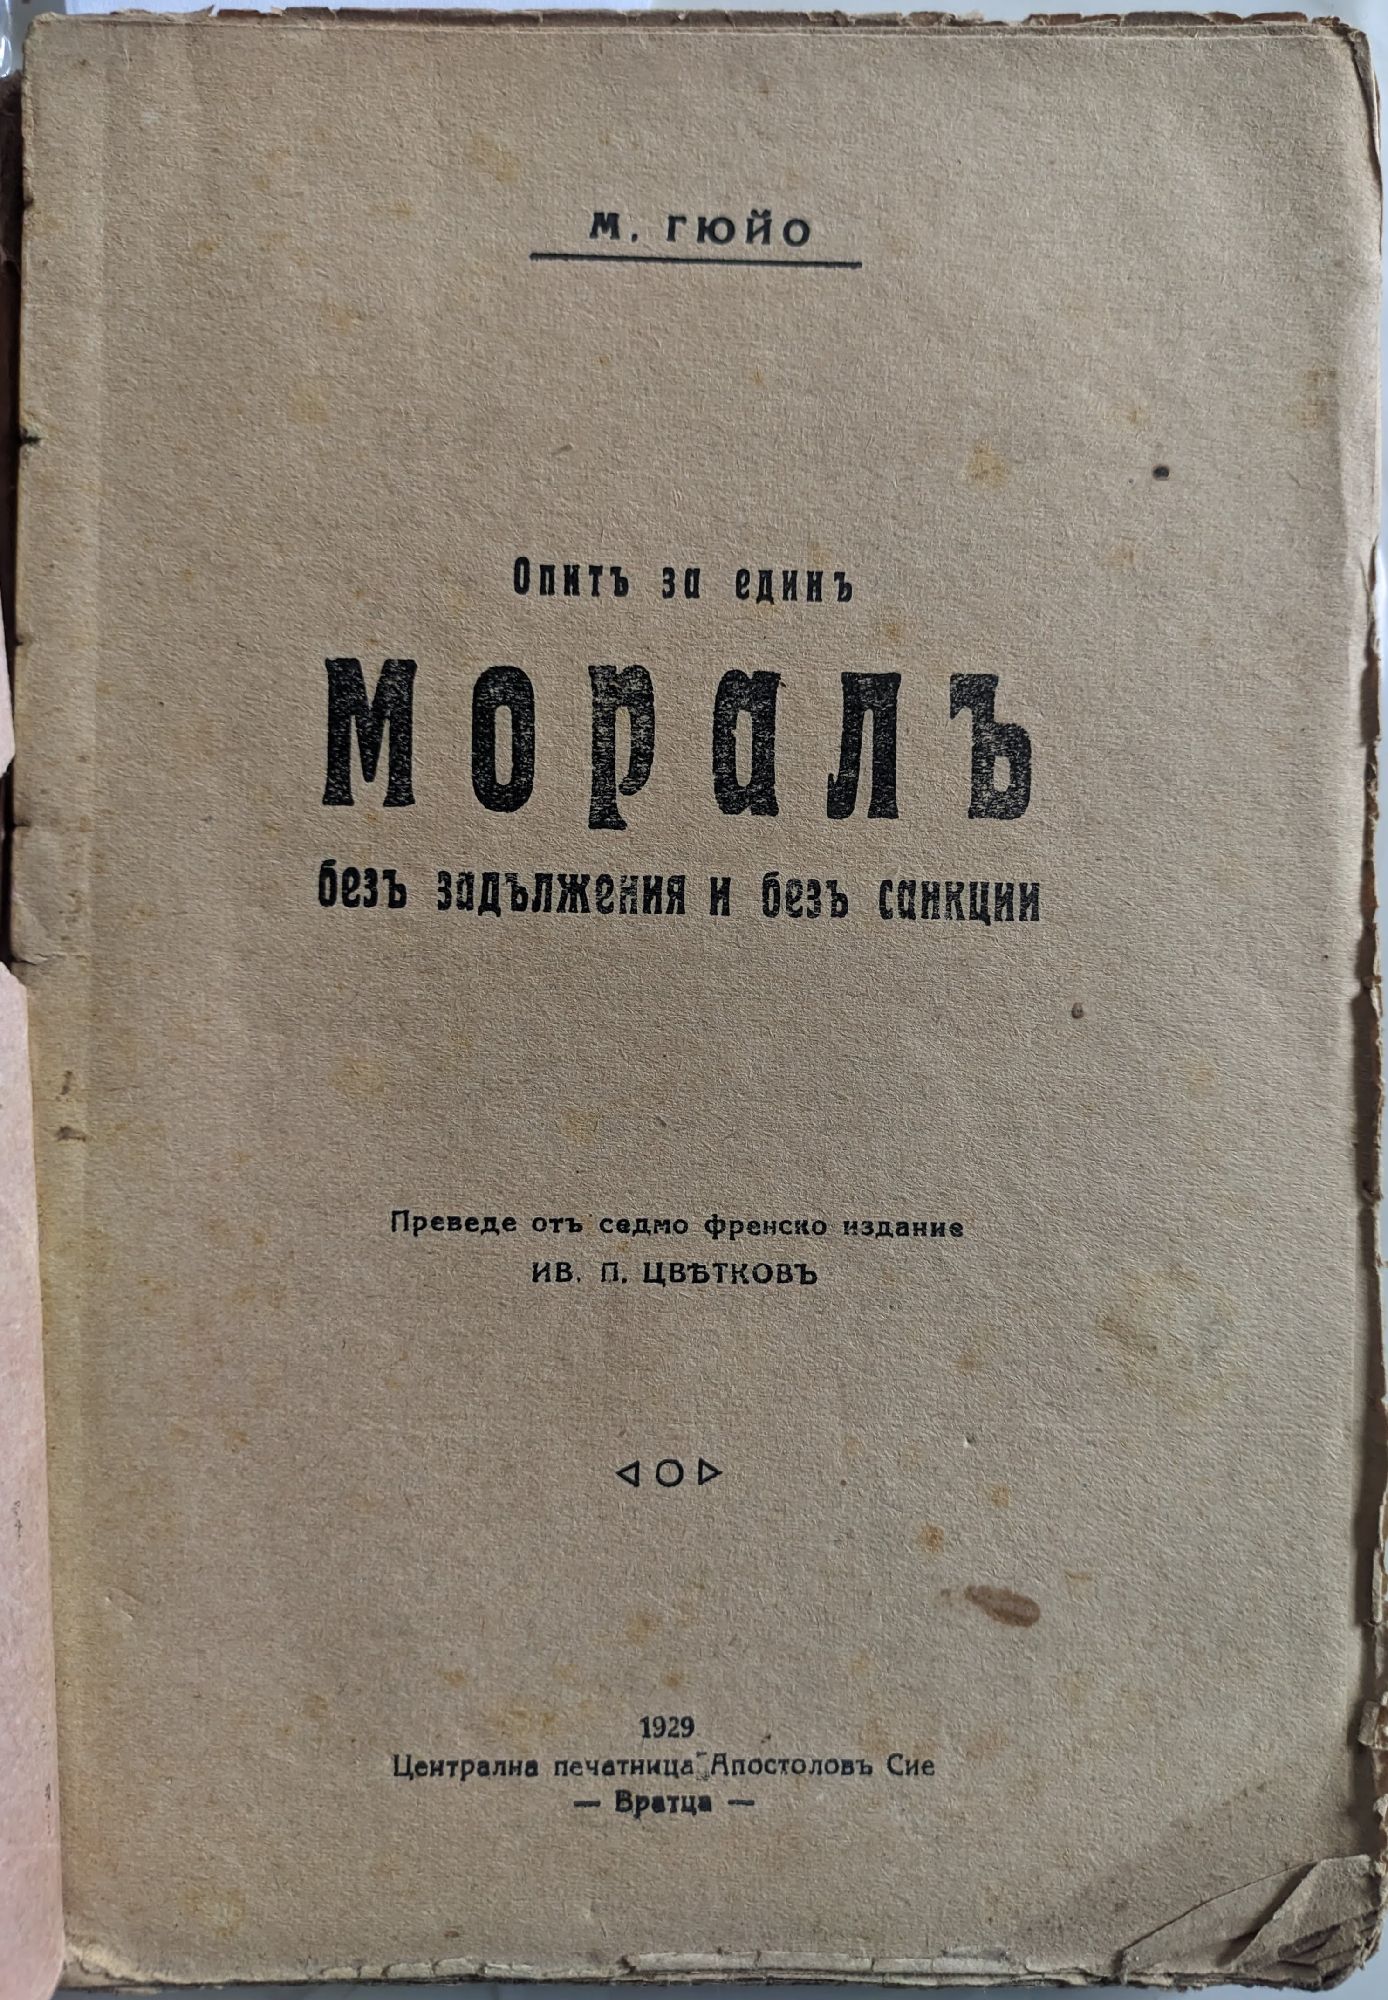 М. ГЮЙО
Опитъ за единъ
МОРАЛЪ
безъ задължения и безъ санкции
Преведе отъ седмо френско издание
ИВ. П. ЦВѢТКОВЪ
1929
Централна печатница Апостоловъ Сие
— Вратца —